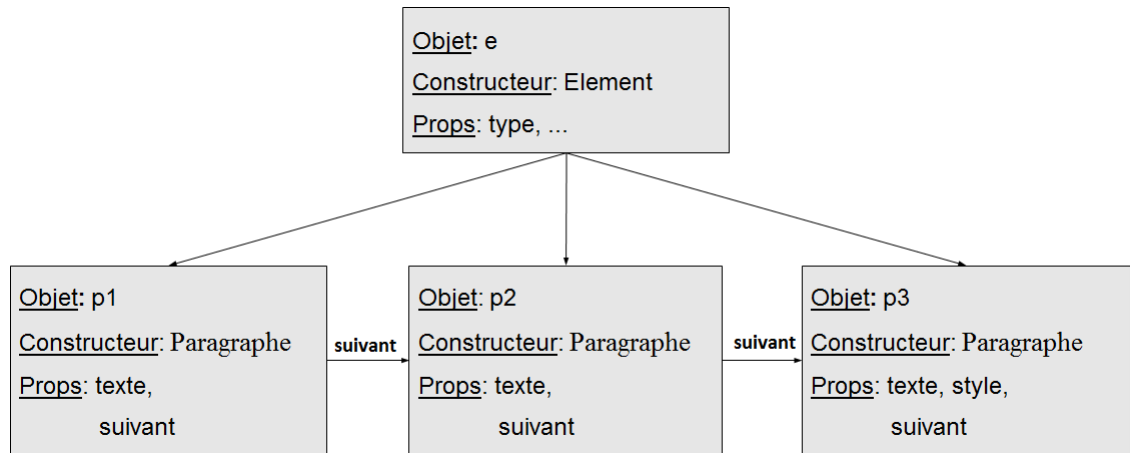 Objet: e
Constructeur: Element
Props: type, ...
Objet: p1
Constructeur: Paragraphe
Props: texte,
suivant
suivant
Objet: p2
Constructeur: Paragraphe
Props: texte,
suivant
suivant
Objet: p3
Constructeur: Paragraphe
Props: texte, style,
suivant